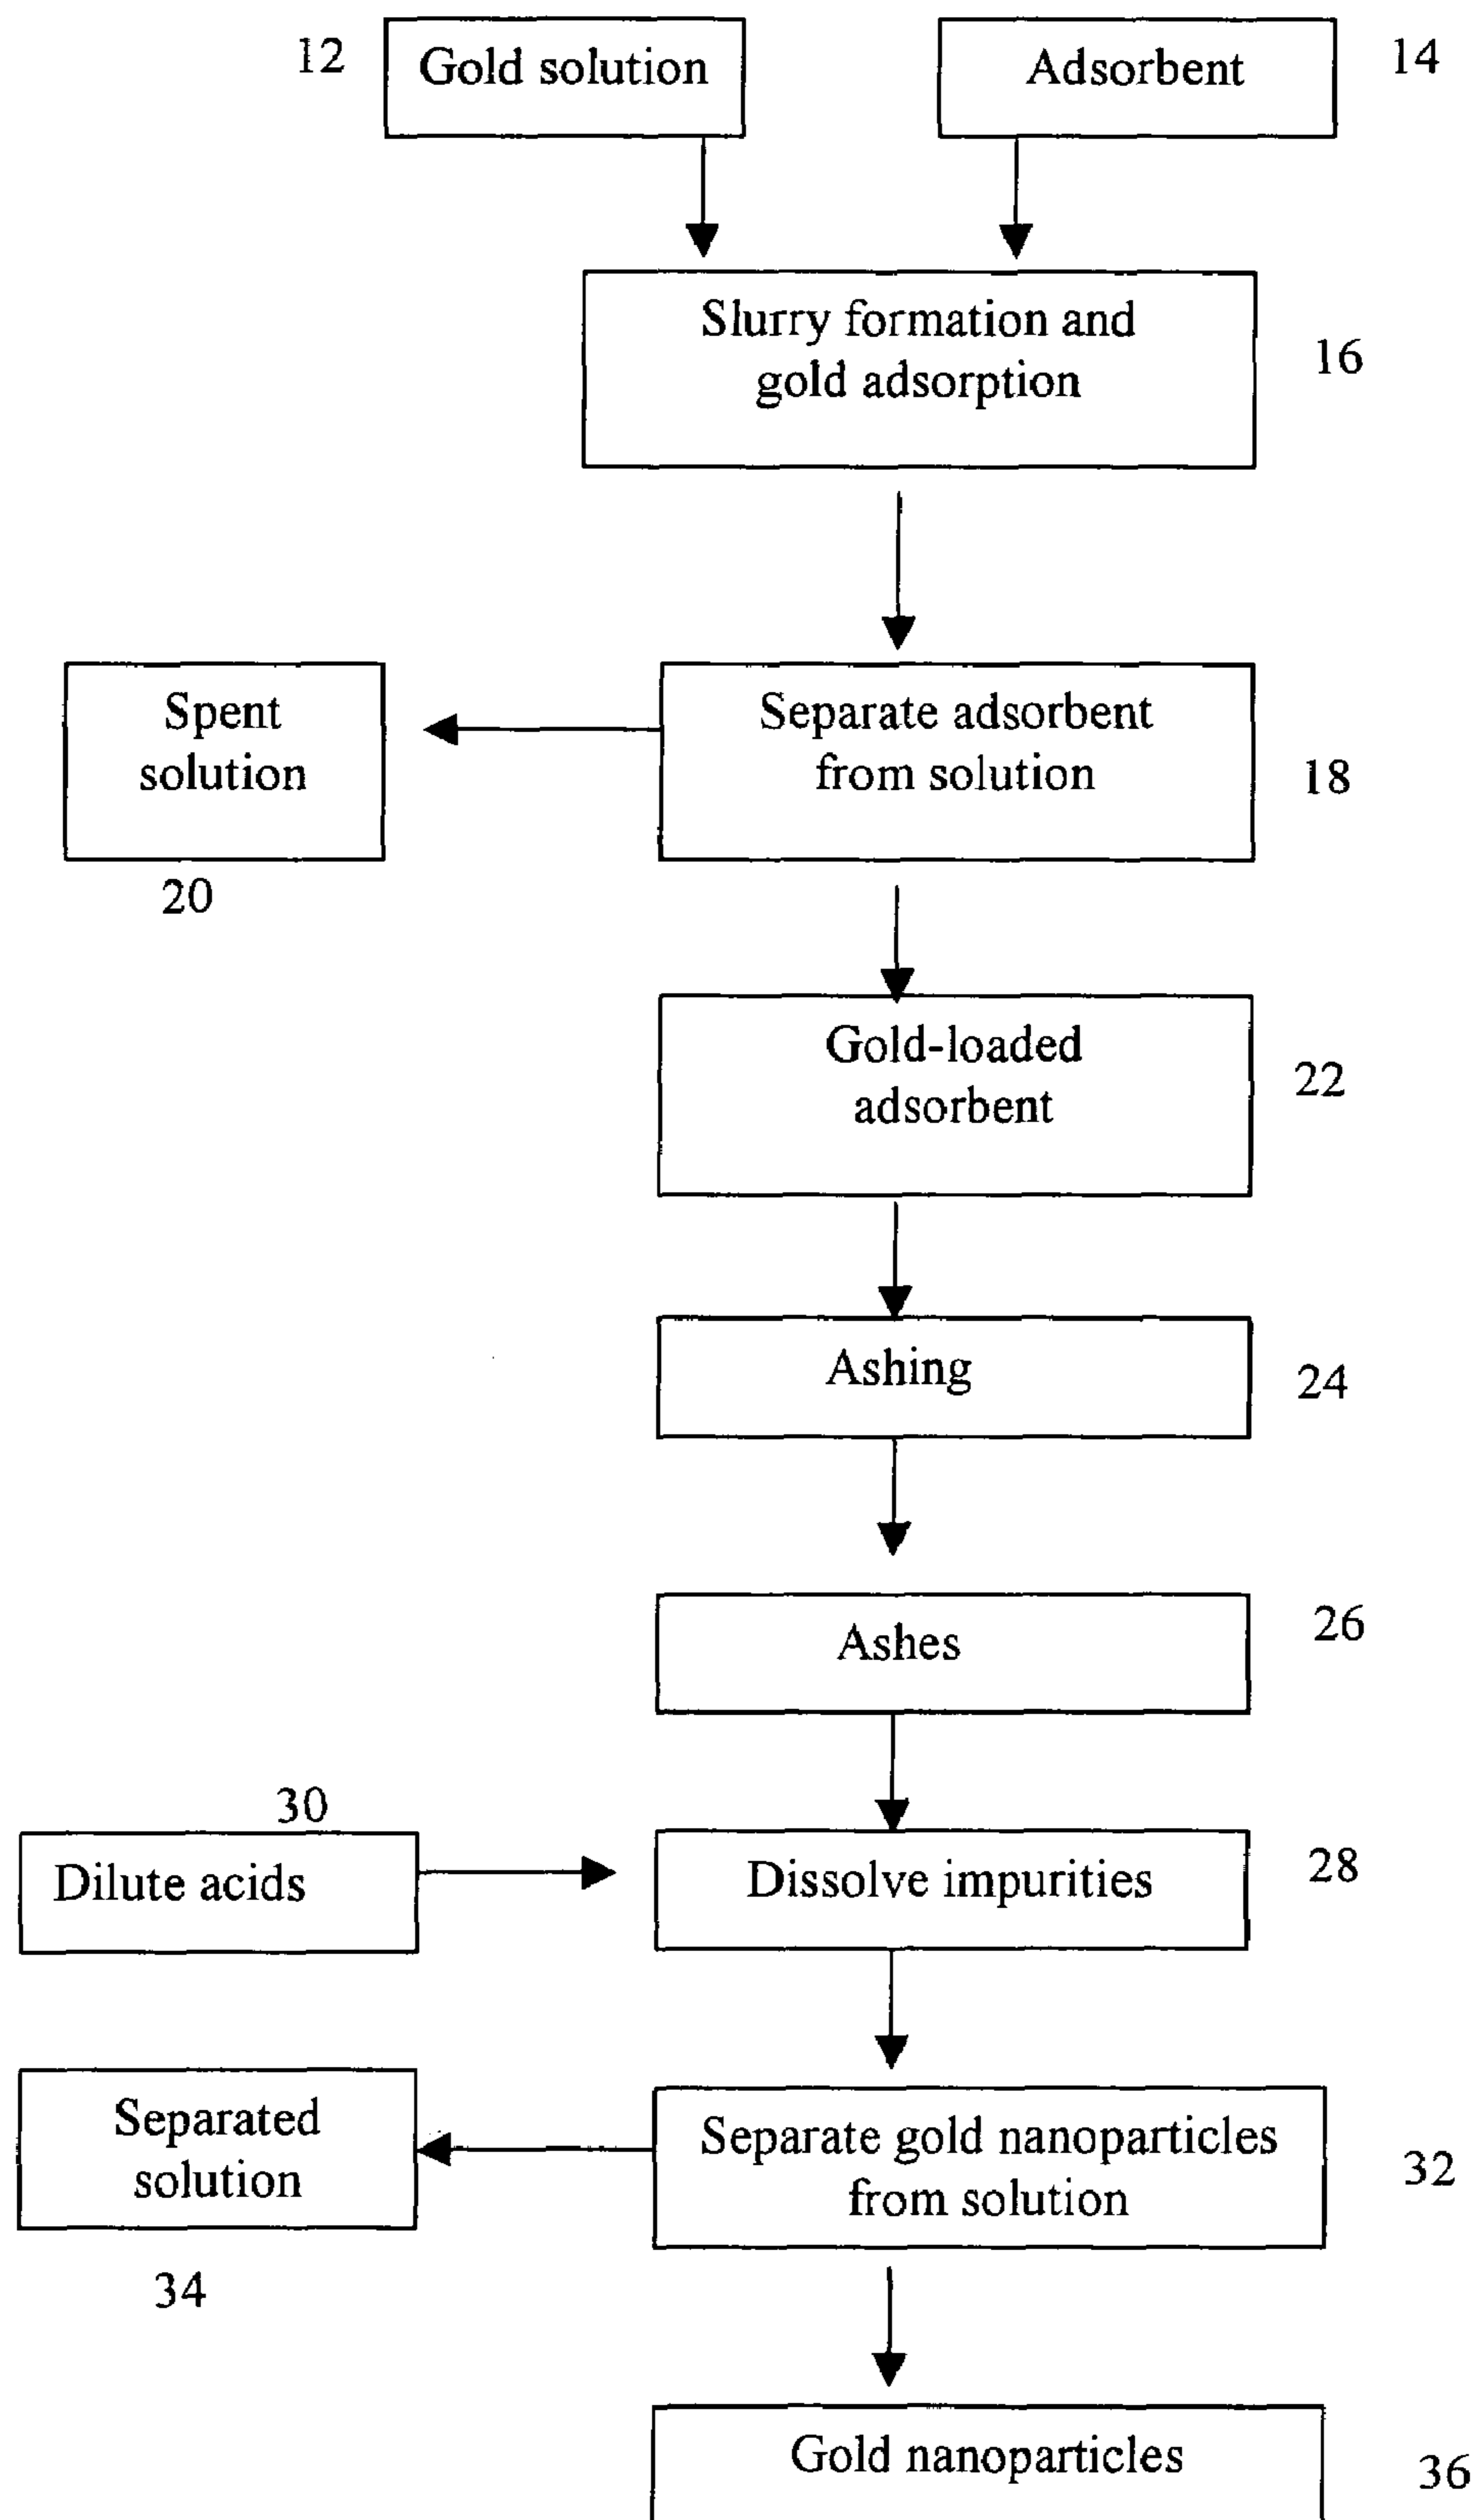 12
Gold solution
Adsorbent
14
Slurry formation and
gold adsorption
16
Spent
solution
20
Separate adsorbent
from solution
18
Gold-loaded
adsorbent
22
Ashing
24
Ashes
26
30
Dilute acids
Dissolve impurities
28
Separated
solution
34
Separate gold nanoparticles
from solution
32
Gold nanoparticles
36